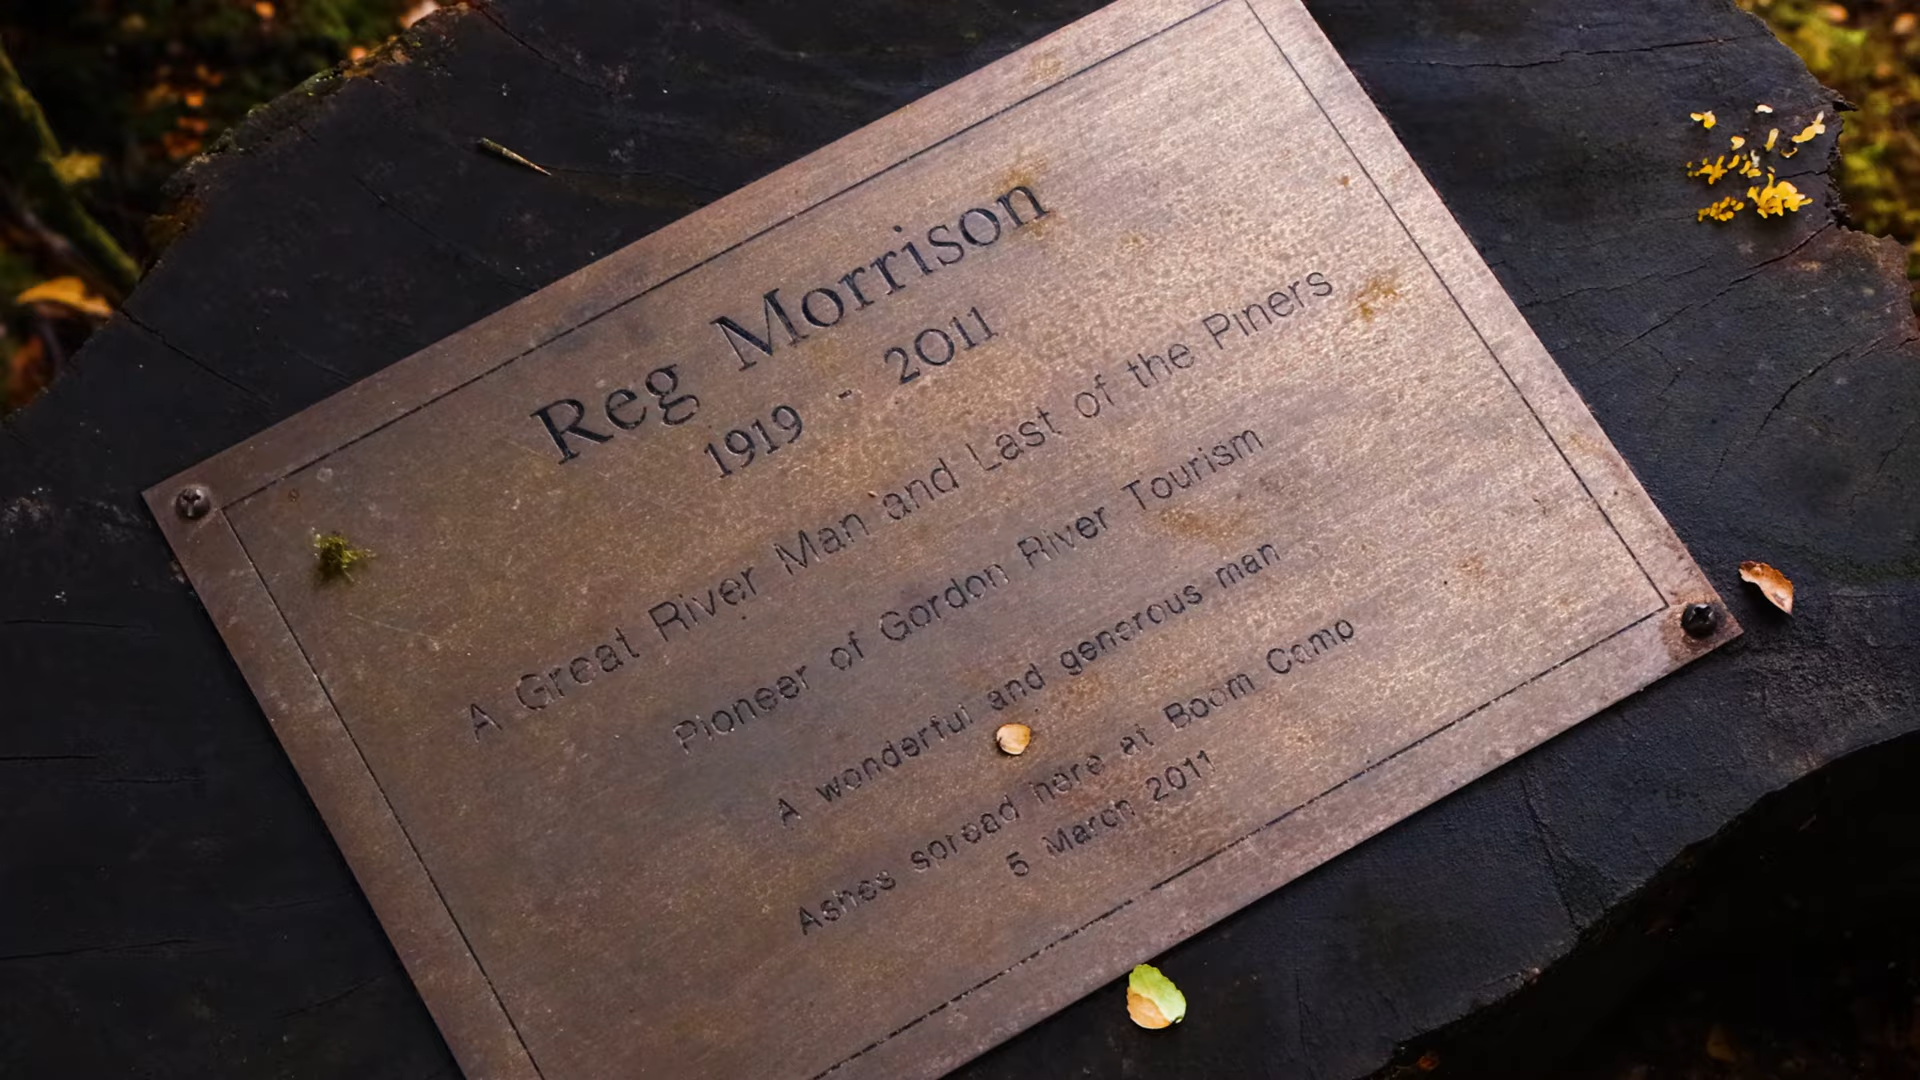 Reg Morrison
1919 - 2011
A Great River Man and Last of the Piners
Pioneer of Gordon River Tourism
A wonderful and generous man
Ashes spread here at Boom Camp
5 March 2011